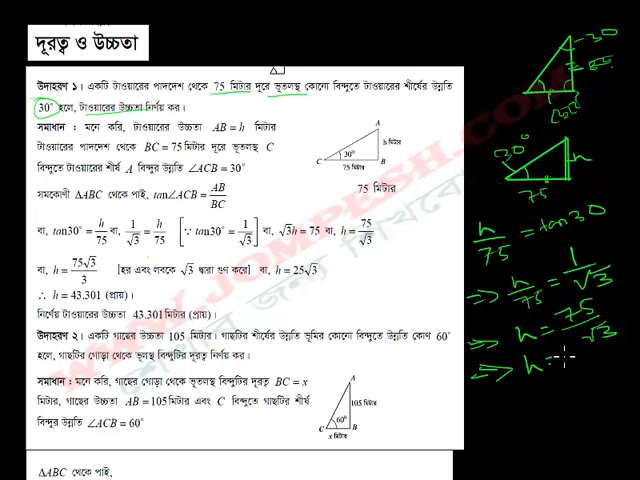 দূরত্ব ও উচ্চতা
উদাহরণ ১। একটি টাওয়ারের পাদদেশ থেকে 75 মিটার দূরে ভূতলস্থ কোনো বিন্দুতে টাওয়ারের শীর্ষের উন্নতি
30° হলে, টাওয়ারের উচ্চতা নির্ণয় কর।
সমাধান : মনে করি, টাওয়ারের উচ্চতা AB = h মিটার
টাওয়ারের পাদদেশ থেকে BC = 75 মিটার দূরে ভূতলস্থ C
বিন্দুতে টাওয়ারের শীর্ষ A বিন্দুর উন্নতি ∠ACB = 30°
সমকোণী ΔABC থেকে পাই, tan∠ACB = AB/BC
A
h মিটার
C 30° B
75 মিটার
75 মিটার
বা, tan30° = h/75 বা, 1/√3 = h/75 [∵ tan30° = 1/√3] বা, √3h = 75 বা, h = 75/√3
বা, h = 75√3/3 [হর এবং লবকে √3 দ্বারা গুণ করে] বা, h = 25√3
∴ h = 43.301 (প্রায়)।
নির্ণেয় টাওয়ারের উচ্চতা 43.301 মিটার (প্রায়)।
উদাহরণ ২। একটি গাছের উচ্চতা 105 মিটার। গাছটির শীর্ষের উন্নতি ভূমির কোনো বিন্দুতে উন্নতি কোণ 60°
হলে, গাছটির গোড়া থেকে ভূলস্থ বিন্দুটির দূরত্ব নির্ণয় কর।
সমাধান : মনে করি, গাছের গোড়া থেকে ভূতলস্থ বিন্দুটির দূরত্ব BC = x
মিটার, গাছের উচ্চতা AB = 105 মিটার এবং C বিন্দুতে গাছটির শীর্ষ
বিন্দুর উন্নতি ∠ACB = 60°
A
105 মিটার
60°
C B
x মিটার
ΔABC থেকে পাই,
30
30°
h
75
h/75 = tan30
=> h/75 = 1/√3
=> h = 75/√3
=> h =
WWW.JOMPESH.COM